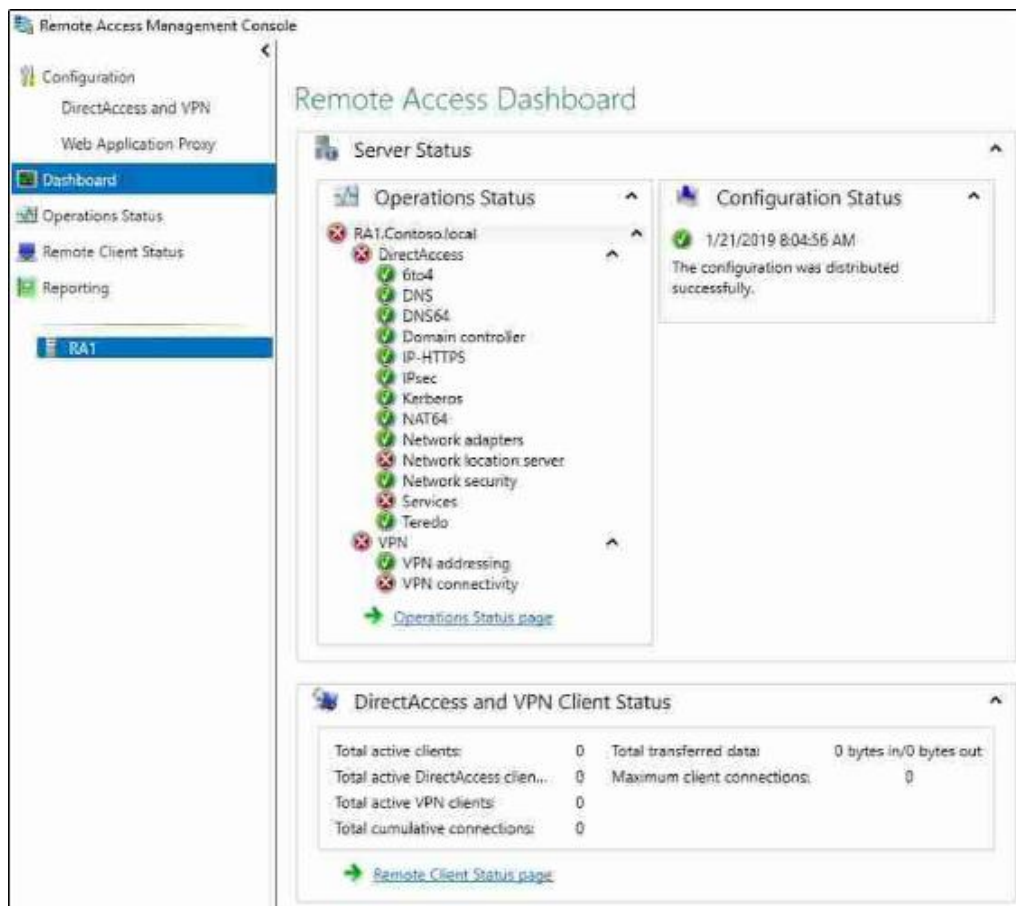 Remote Access Management Console
Configuration
DirectAccess and VPN
Web Application Proxy
Dashboard
Operations Status
Remote Client Status
Reporting
RA1
Remote Access Dashboard
Server Status
Operations Status
RA1.Contoso.local
DirectAccess
6to4
DNS
DNS64
Domain controller
IP-HTTPS
IPsec
Kerberos
NAT64
Network adapters
Network location server
Network security
Services
Teredo
VPN
VPN addressing
VPN connectivity
Operations Status page
Configuration Status
1/21/2019 8:04:56 AM
The configuration was distributed
successfully.
DirectAccess and VPN Client Status
Total active clients: 0 Total transferred data: 0 bytes in/0 bytes out
Total active DirectAccess clien... 0 Maximum client connections: 0
Total active VPN clients: 0
Total cumulative connections: 0
Remote Client Status page